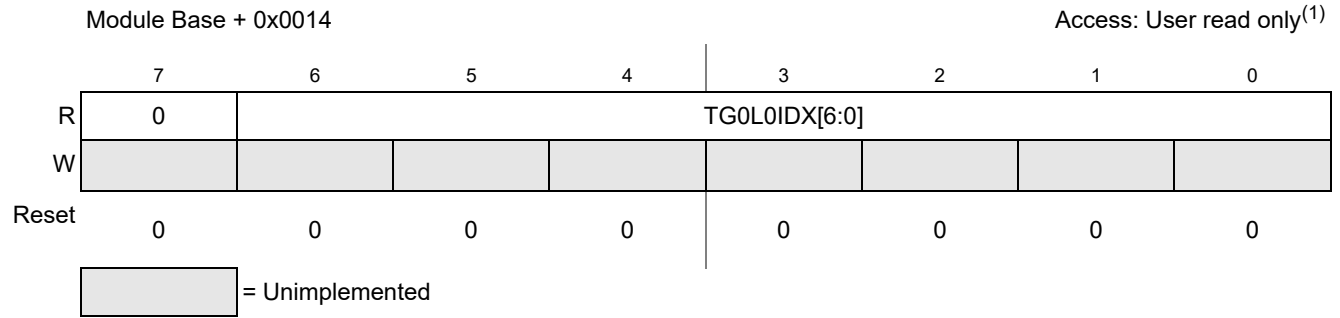 Module Base + 0x0014 Access: User read only(1)
7 6 5 4 3 2 1 0
R 0 TG0L0IDX[6:0]
W
Reset 0 0 0 0 0 0 0 0
= Unimplemented